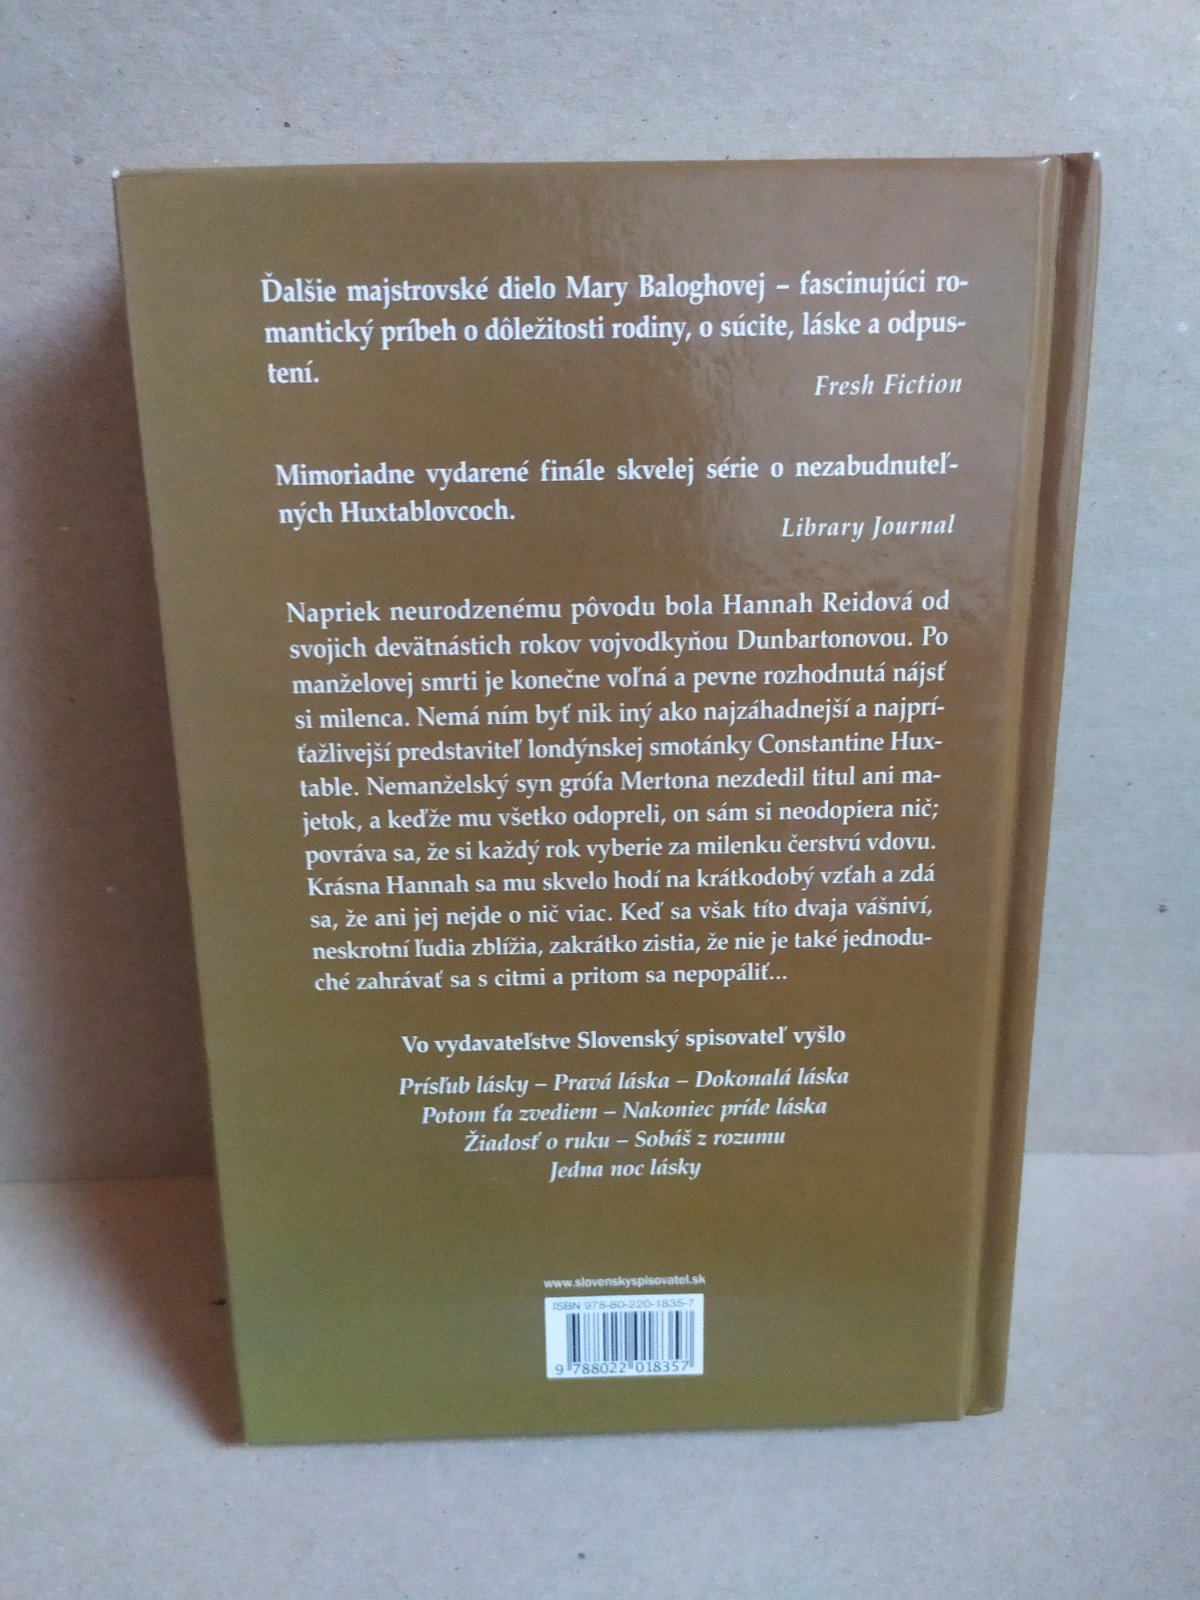 Ďalšie majstrovské dielo Mary Baloghovej – fascinujúci ro-
mantický príbeh o dôležitosti rodiny, o súcite, láske a odpus-
tení.
Fresh Fiction
Mimoriadne vydarené finále skvelej série o nezabudnuteľ-
ných Huxtablovcoch.
Library Journal
Napriek neurodzenému pôvodu bola Hannah Reidová od
svojich devätnástich rokov vojvodkyňou Dunbartonovou. Po
manželovej smrti je konečne voľná a pevne rozhodnutá nájsť
si milenca. Nemá ním byť nik iný ako najzáhadnejší a najprí-
ťažlivejší predstaviteľ londýnskej smotánky Constantine Hux-
table. Nemanželský syn grófa Mertona nezdedil titul ani ma-
jetok, a keďže mu všetko odopreli, on sám si neodopiera nič;
povráva sa, že si každý rok vyberie za milenku čerstvú vdovu.
Krásna Hannah sa mu skvelo hodí na krátkodobý vzťah a zdá
sa, že ani jej nejde o nič viac. Keď sa však títo dvaja vášniví,
neskrotní ľudia zblížia, zakrátko zistia, že nie je také jednodu-
ché zahrávať sa s citmi a pritom sa nepopáliť...
Vo vydavateľstve Slovenský spisovateľ vyšlo
Prísľub lásky – Pravá láska – Dokonalá láska
Potom ťa zvediem – Nakoniec príde láska
Žiadosť o ruku – Sobáš z rozumu
Jedna noc lásky
www.slovenskyspisovatel.sk
ISBN 978-80-220-1835-7
9 788022 018357